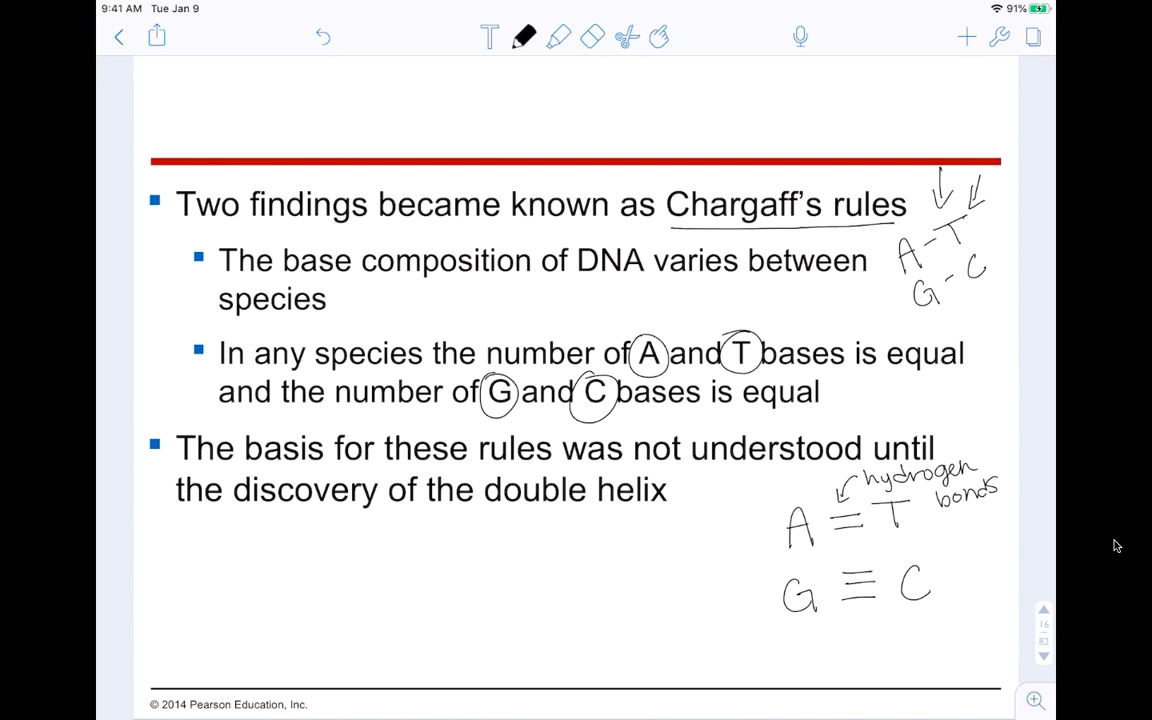 9:41 AM Tue Jan 9
91%
T
Two findings became known as Chargaff's rules
A - T
G - C
The base composition of DNA varies between
species
In any species the number of A and T bases is equal
and the number of G and C bases is equal
The basis for these rules was not understood until
the discovery of the double helix
hydrogen
bonds
A = T
G ≡ C
16
82
© 2014 Pearson Education, Inc.